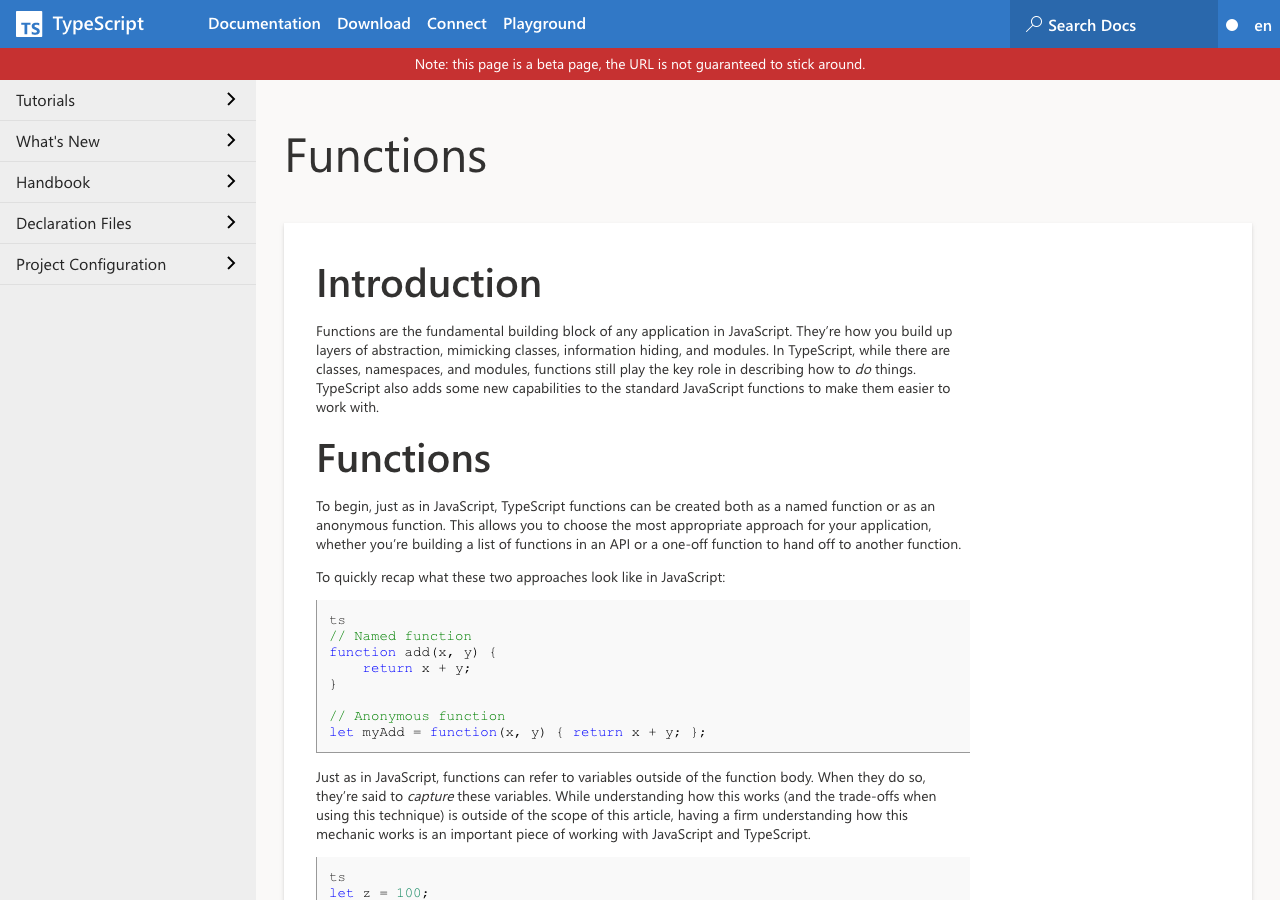 TS TypeScript
Documentation Download Connect Playground
Search Docs
en
Note: this page is a beta page, the URL is not guaranteed to stick around.
Tutorials
What's New
Handbook
Declaration Files
Project Configuration
Functions
Introduction
Functions are the fundamental building block of any application in JavaScript. They’re how you build up
layers of abstraction, mimicking classes, information hiding, and modules. In TypeScript, while there are
classes, namespaces, and modules, functions still play the key role in describing how to do things.
TypeScript also adds some new capabilities to the standard JavaScript functions to make them easier to
work with.
Functions
To begin, just as in JavaScript, TypeScript functions can be created both as a named function or as an
anonymous function. This allows you to choose the most appropriate approach for your application,
whether you’re building a list of functions in an API or a one-off function to hand off to another function.
To quickly recap what these two approaches look like in JavaScript:
ts
// Named function
function add(x, y) {
    return x + y;
}
// Anonymous function
let myAdd = function(x, y) { return x + y; };
Just as in JavaScript, functions can refer to variables outside of the function body. When they do so,
they’re said to capture these variables. While understanding how this works (and the trade-offs when
using this technique) is outside of the scope of this article, having a firm understanding how this
mechanic works is an important piece of working with JavaScript and TypeScript.
ts
let z = 100;